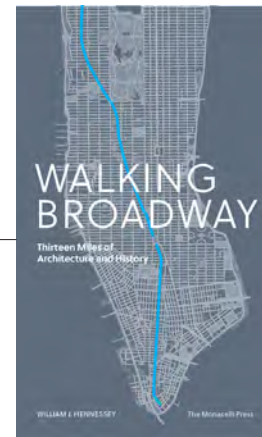 WALKING
BROADWAY
Thirteen Miles of
Architecture and History
WILLIAM J. HENNESSEY
The Monacelli Press